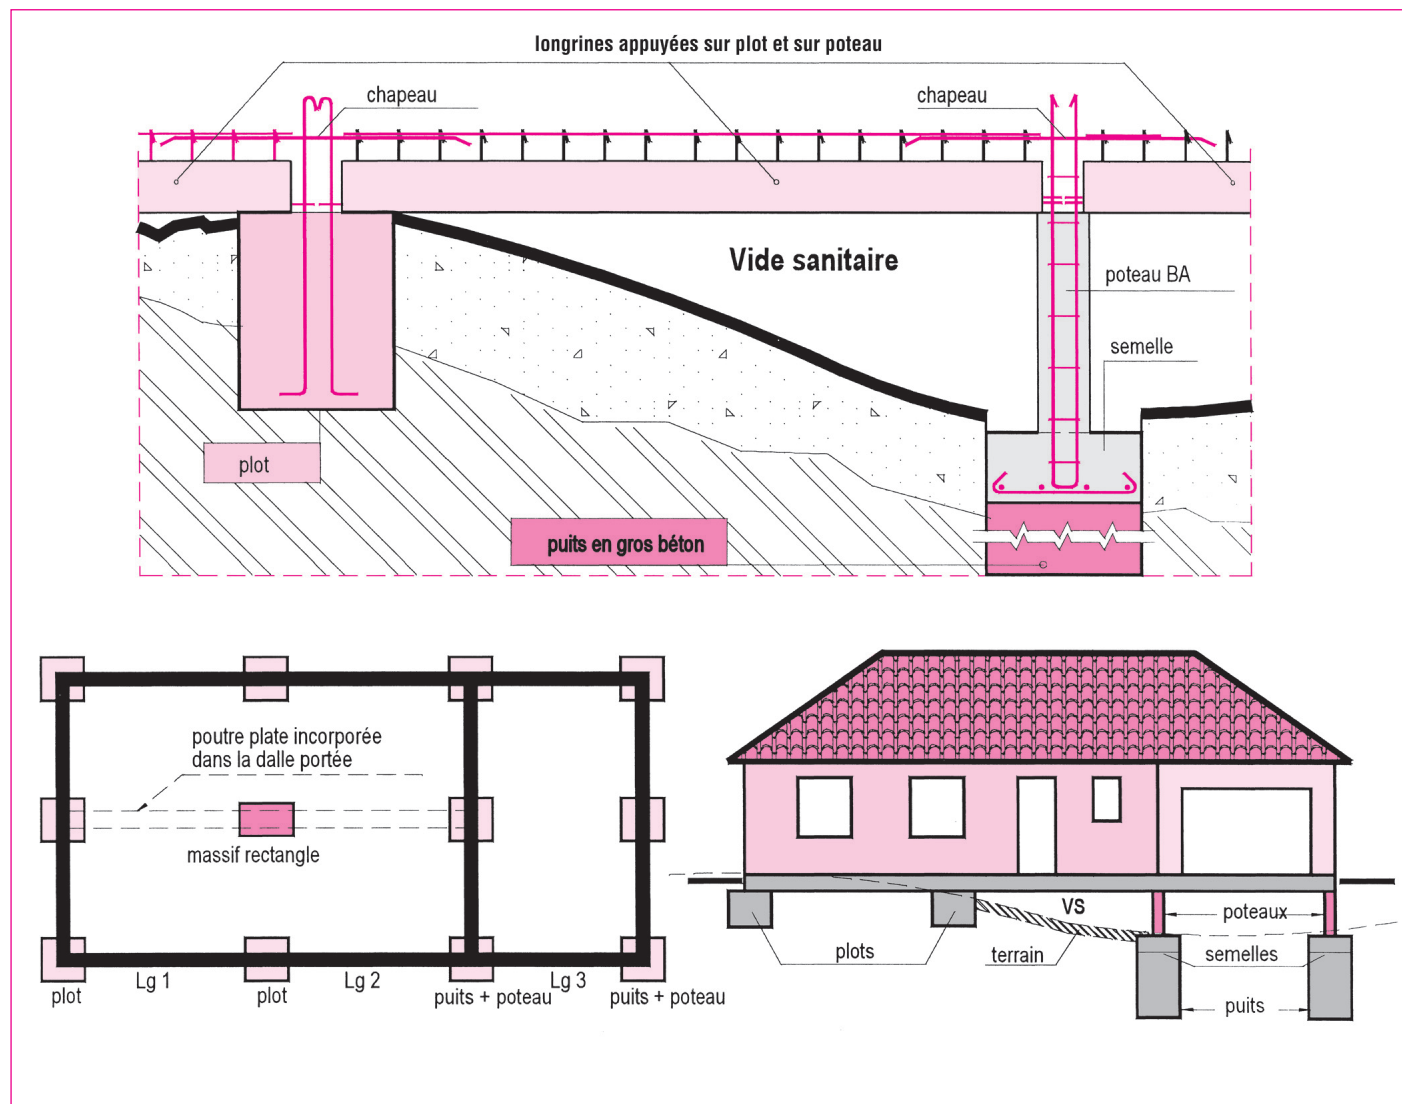 longrines appuyées sur plot et sur poteau
chapeau
chapeau
Vide sanitaire
poteau BA
semelle
plot
puits en gros béton
poutre plate incorporée
dans la dalle portée
massif rectangle
Lg 1
Lg 2
Lg 3
plot
plot
puits + poteau
puits + poteau
VS
poteaux
plots
terrain
semelles
puits